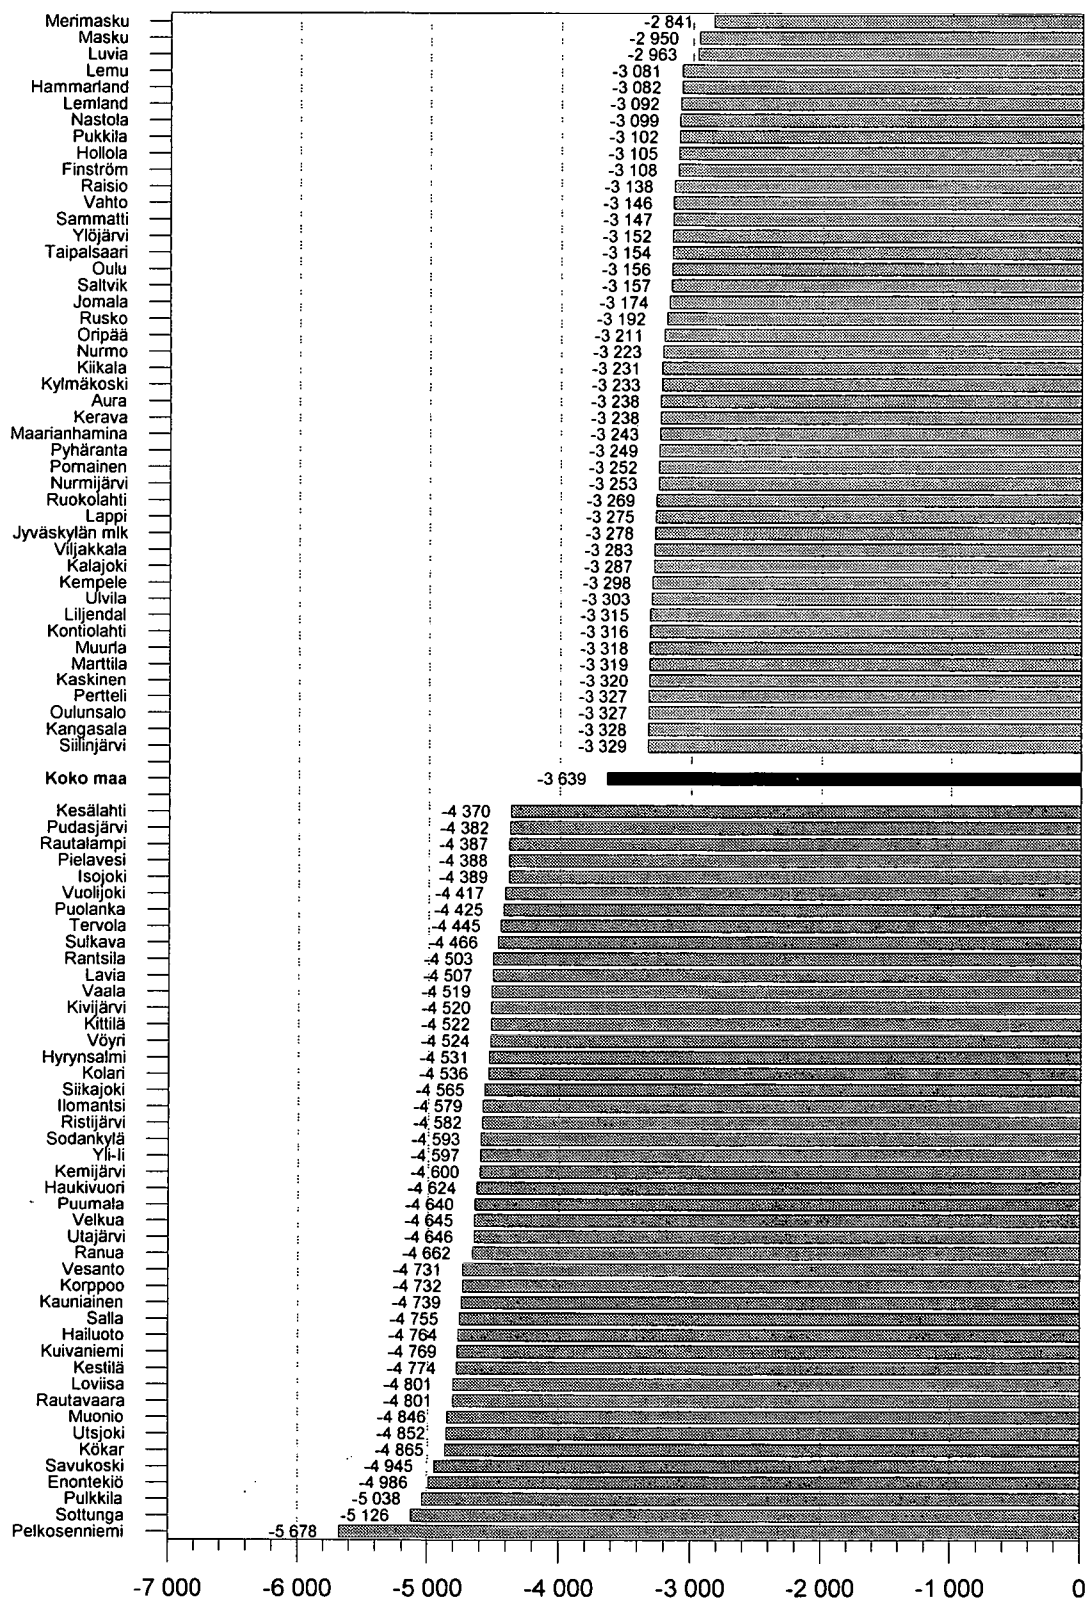 Merimasku -2 841
Masku -2 950
Luvia -2 963
Lemu -3 081
Hammarland -3 082
Lemland -3 092
Nastola -3 099
Pukkila -3 102
Hollola -3 105
Finström -3 108
Raisio -3 138
Vahto -3 146
Sammatti -3 147
Ylöjärvi -3 152
Taipalsaari -3 154
Oulu -3 156
Saltvik -3 157
Jomala -3 174
Rusko -3 192
Oripää -3 211
Nurmo -3 223
Kiikala -3 231
Kylmäkoski -3 233
Aura -3 238
Kerava -3 238
Maarianhamina -3 243
Pyhäranta -3 249
Pornainen -3 252
Nurmijärvi -3 253
Ruokolahti -3 269
Lappi -3 275
Jyväskylän mlk -3 278
Viljakkala -3 283
Kalajoki -3 287
Kempele -3 298
Ulvila -3 303
Liljendal -3 315
Kontiolahti -3 316
Muurla -3 318
Marttila -3 319
Kaskinen -3 320
Pertteli -3 327
Oulunsalo -3 327
Kangasala -3 328
Siilinjärvi -3 329
Koko maa -3 639
Kesälahti -4 370
Pudasjärvi -4 382
Rautalampi -4 387
Pielavesi -4 388
Isojoki -4 389
Vuolijoki -4 417
Puolanka -4 425
Tervola -4 445
Sulkava -4 466
Rantsila -4 503
Lavia -4 507
Vaala -4 519
Kivijärvi -4 520
Kittilä -4 522
Vöyri -4 524
Hyrynsalmi -4 531
Kolari -4 536
Siikajoki -4 565
Ilomantsi -4 579
Ristijärvi -4 582
Sodankylä -4 593
Yli-Ii -4 597
Kemijärvi -4 600
Haukivuori -4 624
Puumala -4 640
Velkua -4 645
Utajärvi -4 646
Ranua -4 662
Vesanto -4 731
Korppoo -4 732
Kauniainen -4 739
Salla -4 755
Hailuoto -4 764
Kuivaniemi -4 769
Kestilä -4 774
Loviisa -4 801
Rautavaara -4 801
Muonio -4 846
Utsjoki -4 852
Kökar -4 865
Savukoski -4 945
Enontekiö -4 986
Pulkkila -5 038
Sottunga -5 126
Pelkosenniemi -5 678
-7 000 -6 000 -5 000 -4 000 -3 000 -2 000 -1 000 0